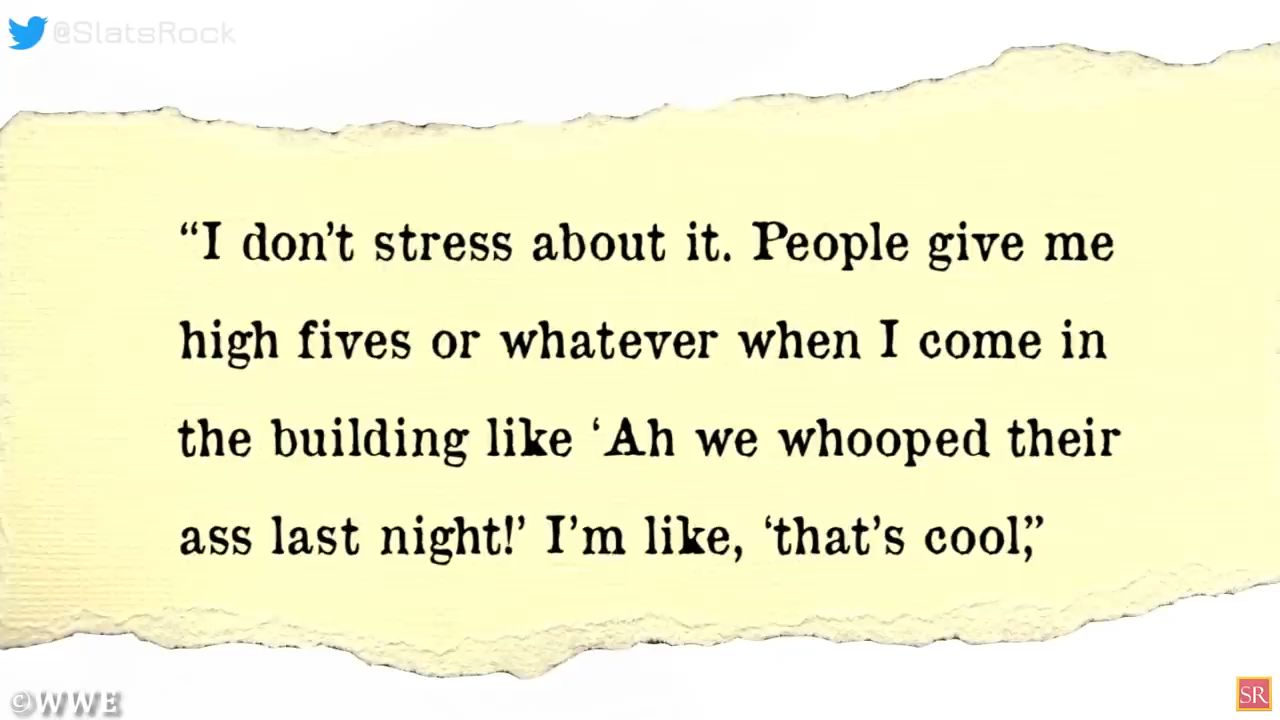 @SlatsRock
“I don't stress about it. People give me
high fives or whatever when I come in
the building like ‘Ah we whooped their
ass last night!’ I’m like, ‘that’s cool,”
©WWE
SR